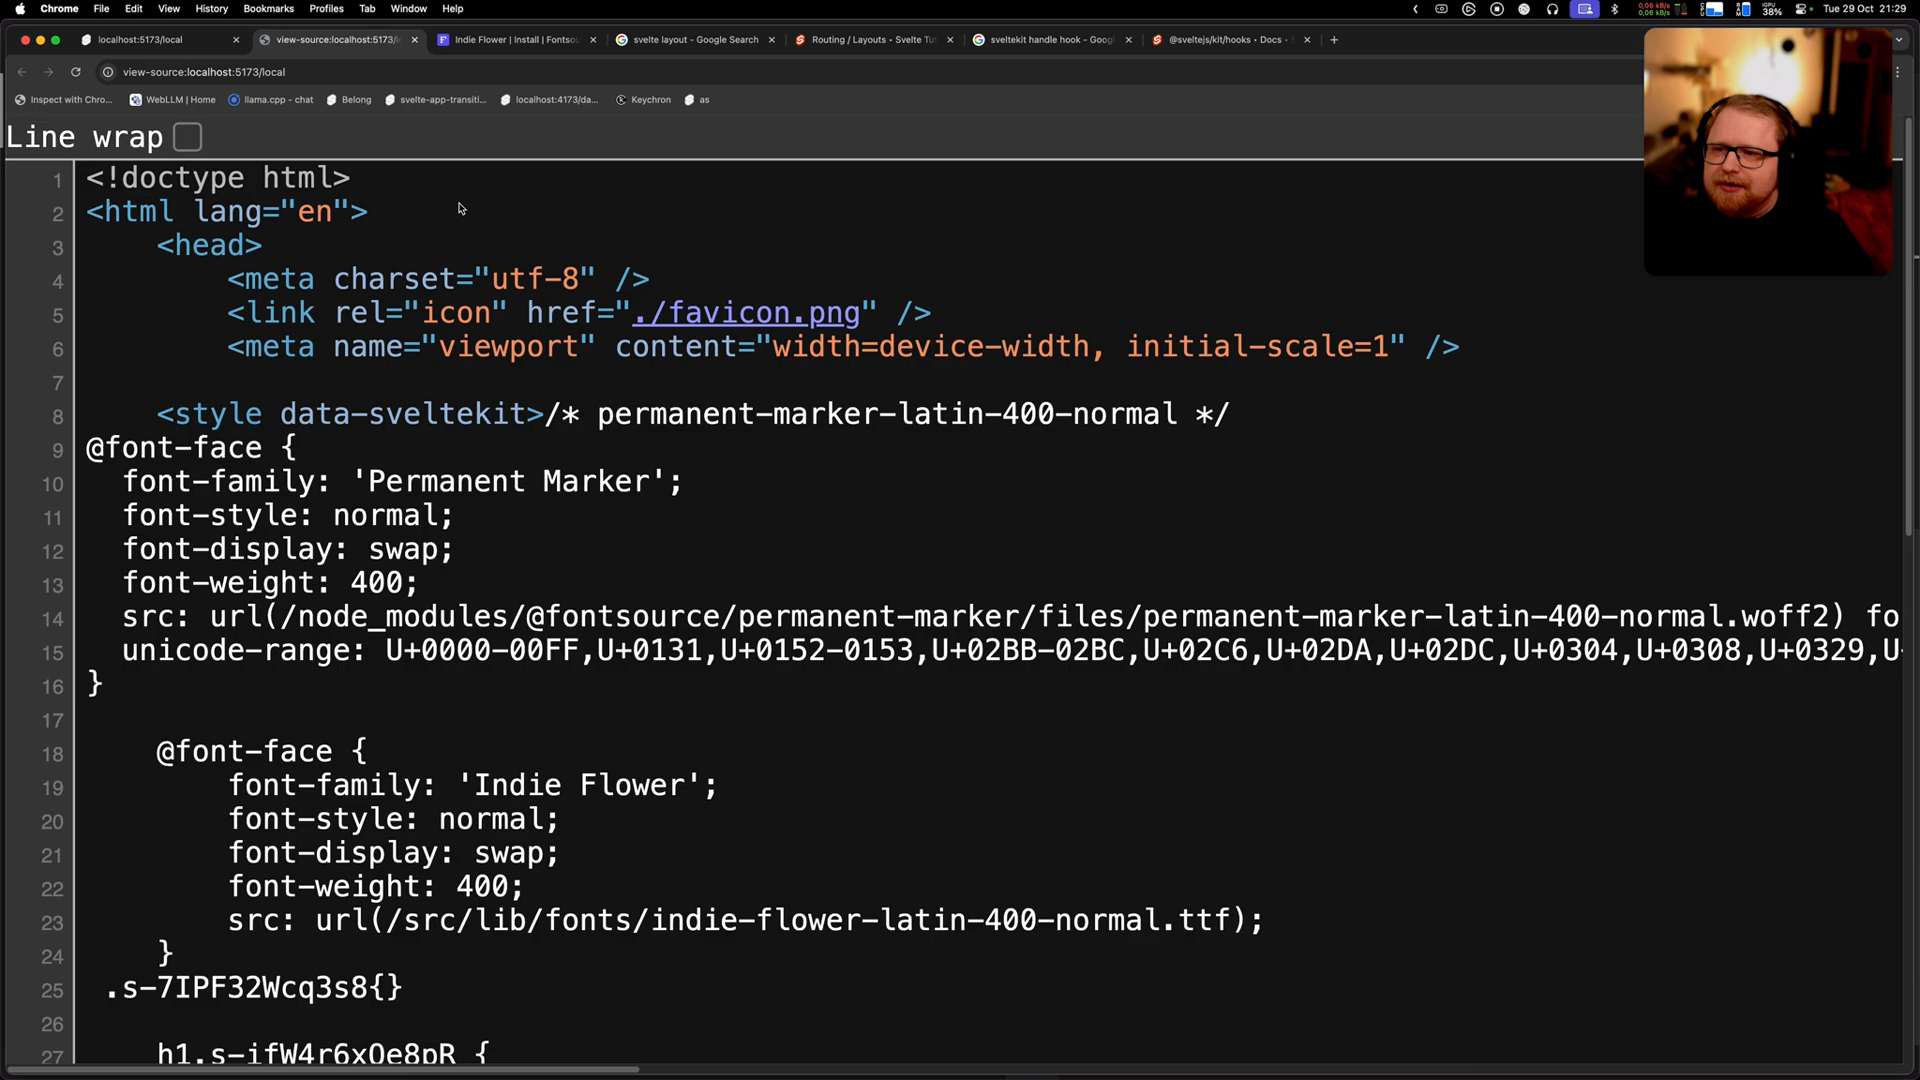 Chrome File Edit View History Bookmarks Profiles Tab Window Help
38% Tue 29 Oct 21:29
localhost:5173/local
view-source:localhost:5173/
Indie Flower | Install | Fontsou
svelte layout - Google Search
Routing / Layouts • Svelte Tu
sveltekit handle hook - Goog
@sveltejs/kit/hooks • Docs •
view-source:localhost:5173/local
Inspect with Chro... WebLLM | Home llama.cpp - chat Belong svelte-app-transiti... localhost:4173/da... Keychron as
Line wrap
1 <!doctype html>
2 <html lang="en">
3 <head>
4 <meta charset="utf-8" />
5 <link rel="icon" href="./favicon.png" />
6 <meta name="viewport" content="width=device-width, initial-scale=1" />
7
8 <style data-sveltekit>/* permanent-marker-latin-400-normal */
9 @font-face {
10 font-family: 'Permanent Marker';
11 font-style: normal;
12 font-display: swap;
13 font-weight: 400;
14 src: url(/node_modules/@fontsource/permanent-marker/files/permanent-marker-latin-400-normal.woff2) fo
15 unicode-range: U+0000-00FF,U+0131,U+0152-0153,U+02BB-02BC,U+02C6,U+02DA,U+02DC,U+0304,U+0308,U+0329,U
16 }
17
18 @font-face {
19 font-family: 'Indie Flower';
20 font-style: normal;
21 font-display: swap;
22 font-weight: 400;
23 src: url(/src/lib/fonts/indie-flower-latin-400-normal.ttf);
24 }
25 .s-7IPF32Wcq3s8{}
26
27 h1.s-ifW4r6xOe8pR {